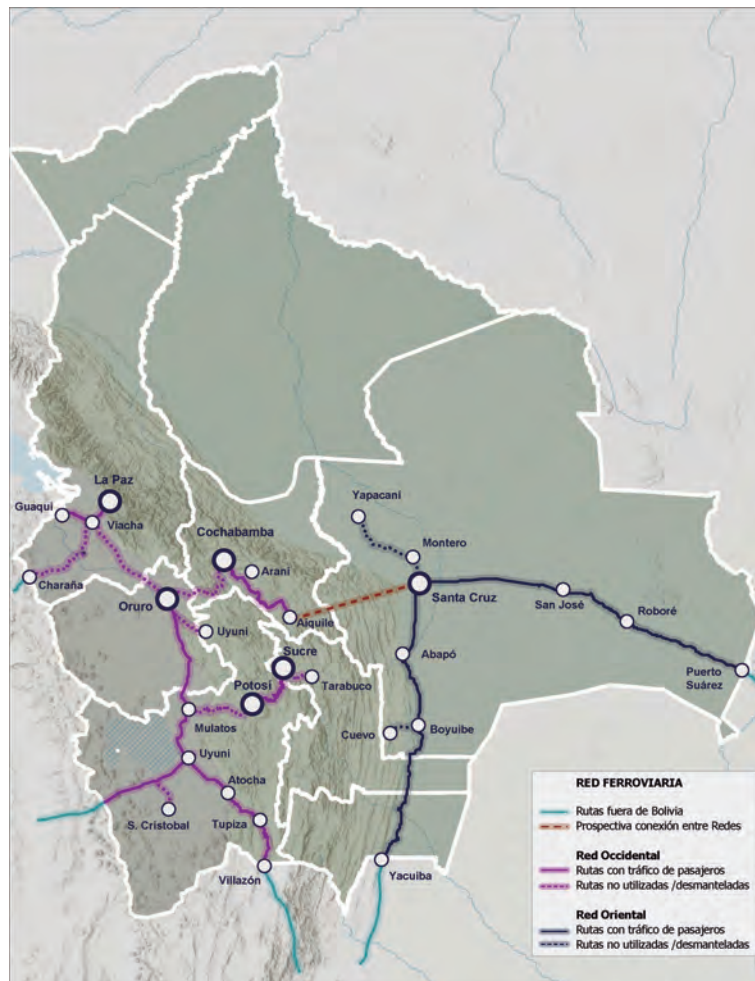 La Paz
Guaqui
Viacha
Yapacani
Cochabamba
Montero
Arani
Charaña
Santa Cruz
San José
Oruro
Aiquile
Roboré
Uyuni
Sucre
Abapó
Potosí
Tarabuco
Puerto
Suárez
Mulatos
Cuevo
Boyuibe
Uyuni
Atocha
S. Cristobal
Tupiza
Villazón
Yacuiba
RED FERROVIARIA
Rutas fuera de Bolivia
Prospectiva conexión entre Redes
Red Occidental
Rutas con tráfico de pasajeros
Rutas no utilizadas /desmanteladas
Red Oriental
Rutas con tráfico de pasajeros
Rutas no utilizadas /desmanteladas